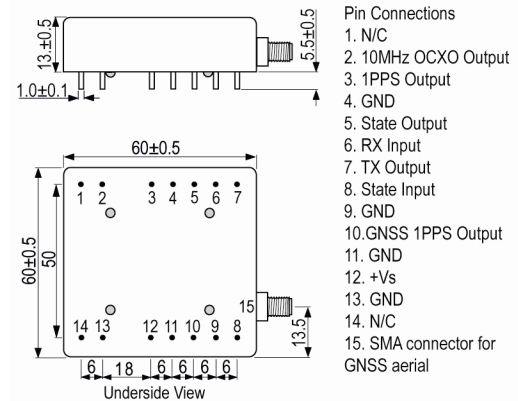 13.±0.5
5.5±0.5
1.0±0.1
60±0.5
1 2 3 4 5 6 7
60±0.5
50
15
14 13 12 11 10 9 8
13.5
6 18 6 6 6 6
Underside View
Pin Connections
1. N/C
2. 10MHz OCXO Output
3. 1PPS Output
4. GND
5. State Output
6. RX Input
7. TX Output
8. State Input
9. GND
10.GNSS 1PPS Output
11. GND
12. +Vs
13. GND
14. N/C
15. SMA connector for
GNSS aerial